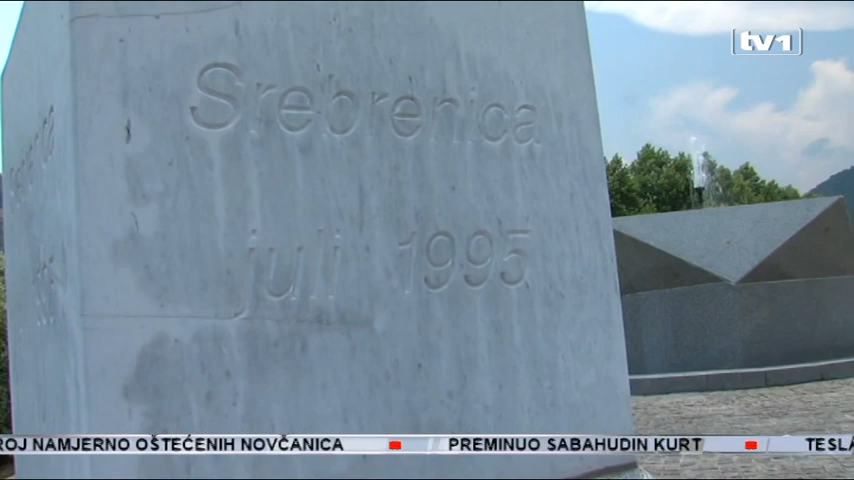 tv1
Srebrenica
juli 1995
ROJ NAMJERNO OŠTEĆENIH NOVČANICA PREMINUO SABAHUDIN KURT TESLA